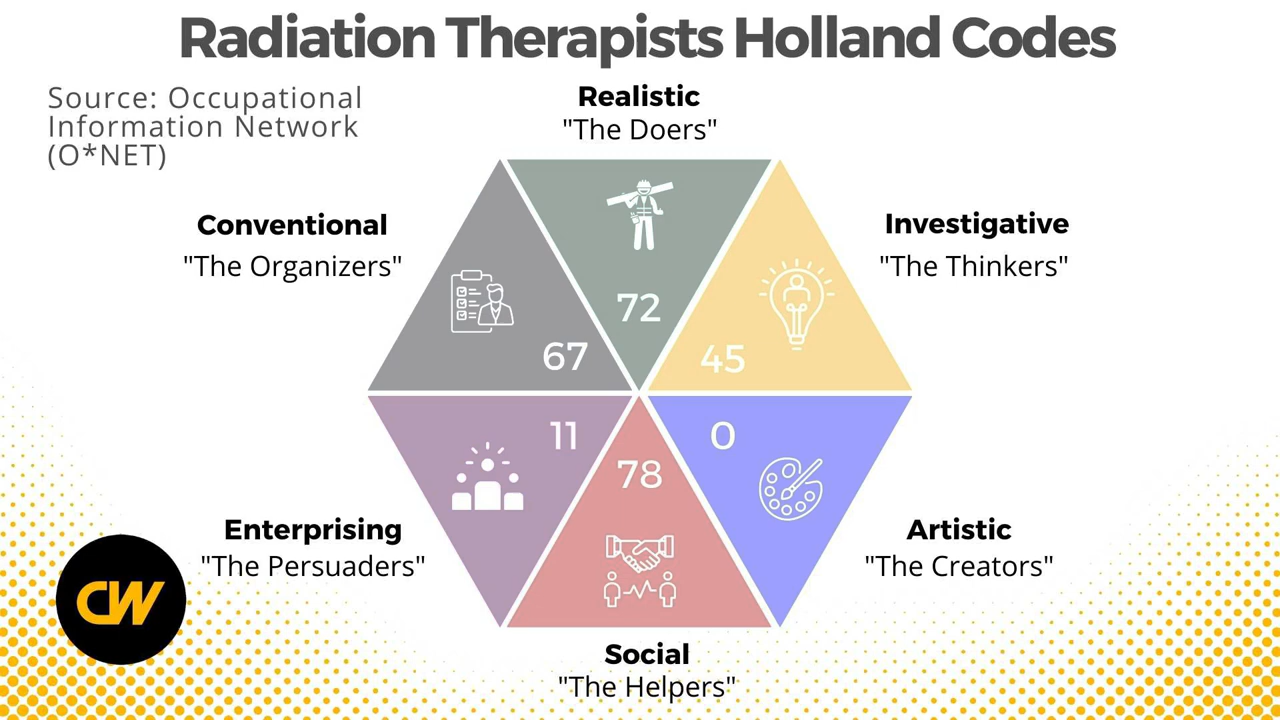 Radiation Therapists Holland Codes
Source: Occupational
Information Network
(O*NET)
Realistic
"The Doers"
Conventional
"The Organizers"
Investigative
"The Thinkers"
72
67
45
11
0
78
Enterprising
"The Persuaders"
Artistic
"The Creators"
CW
Social
"The Helpers"